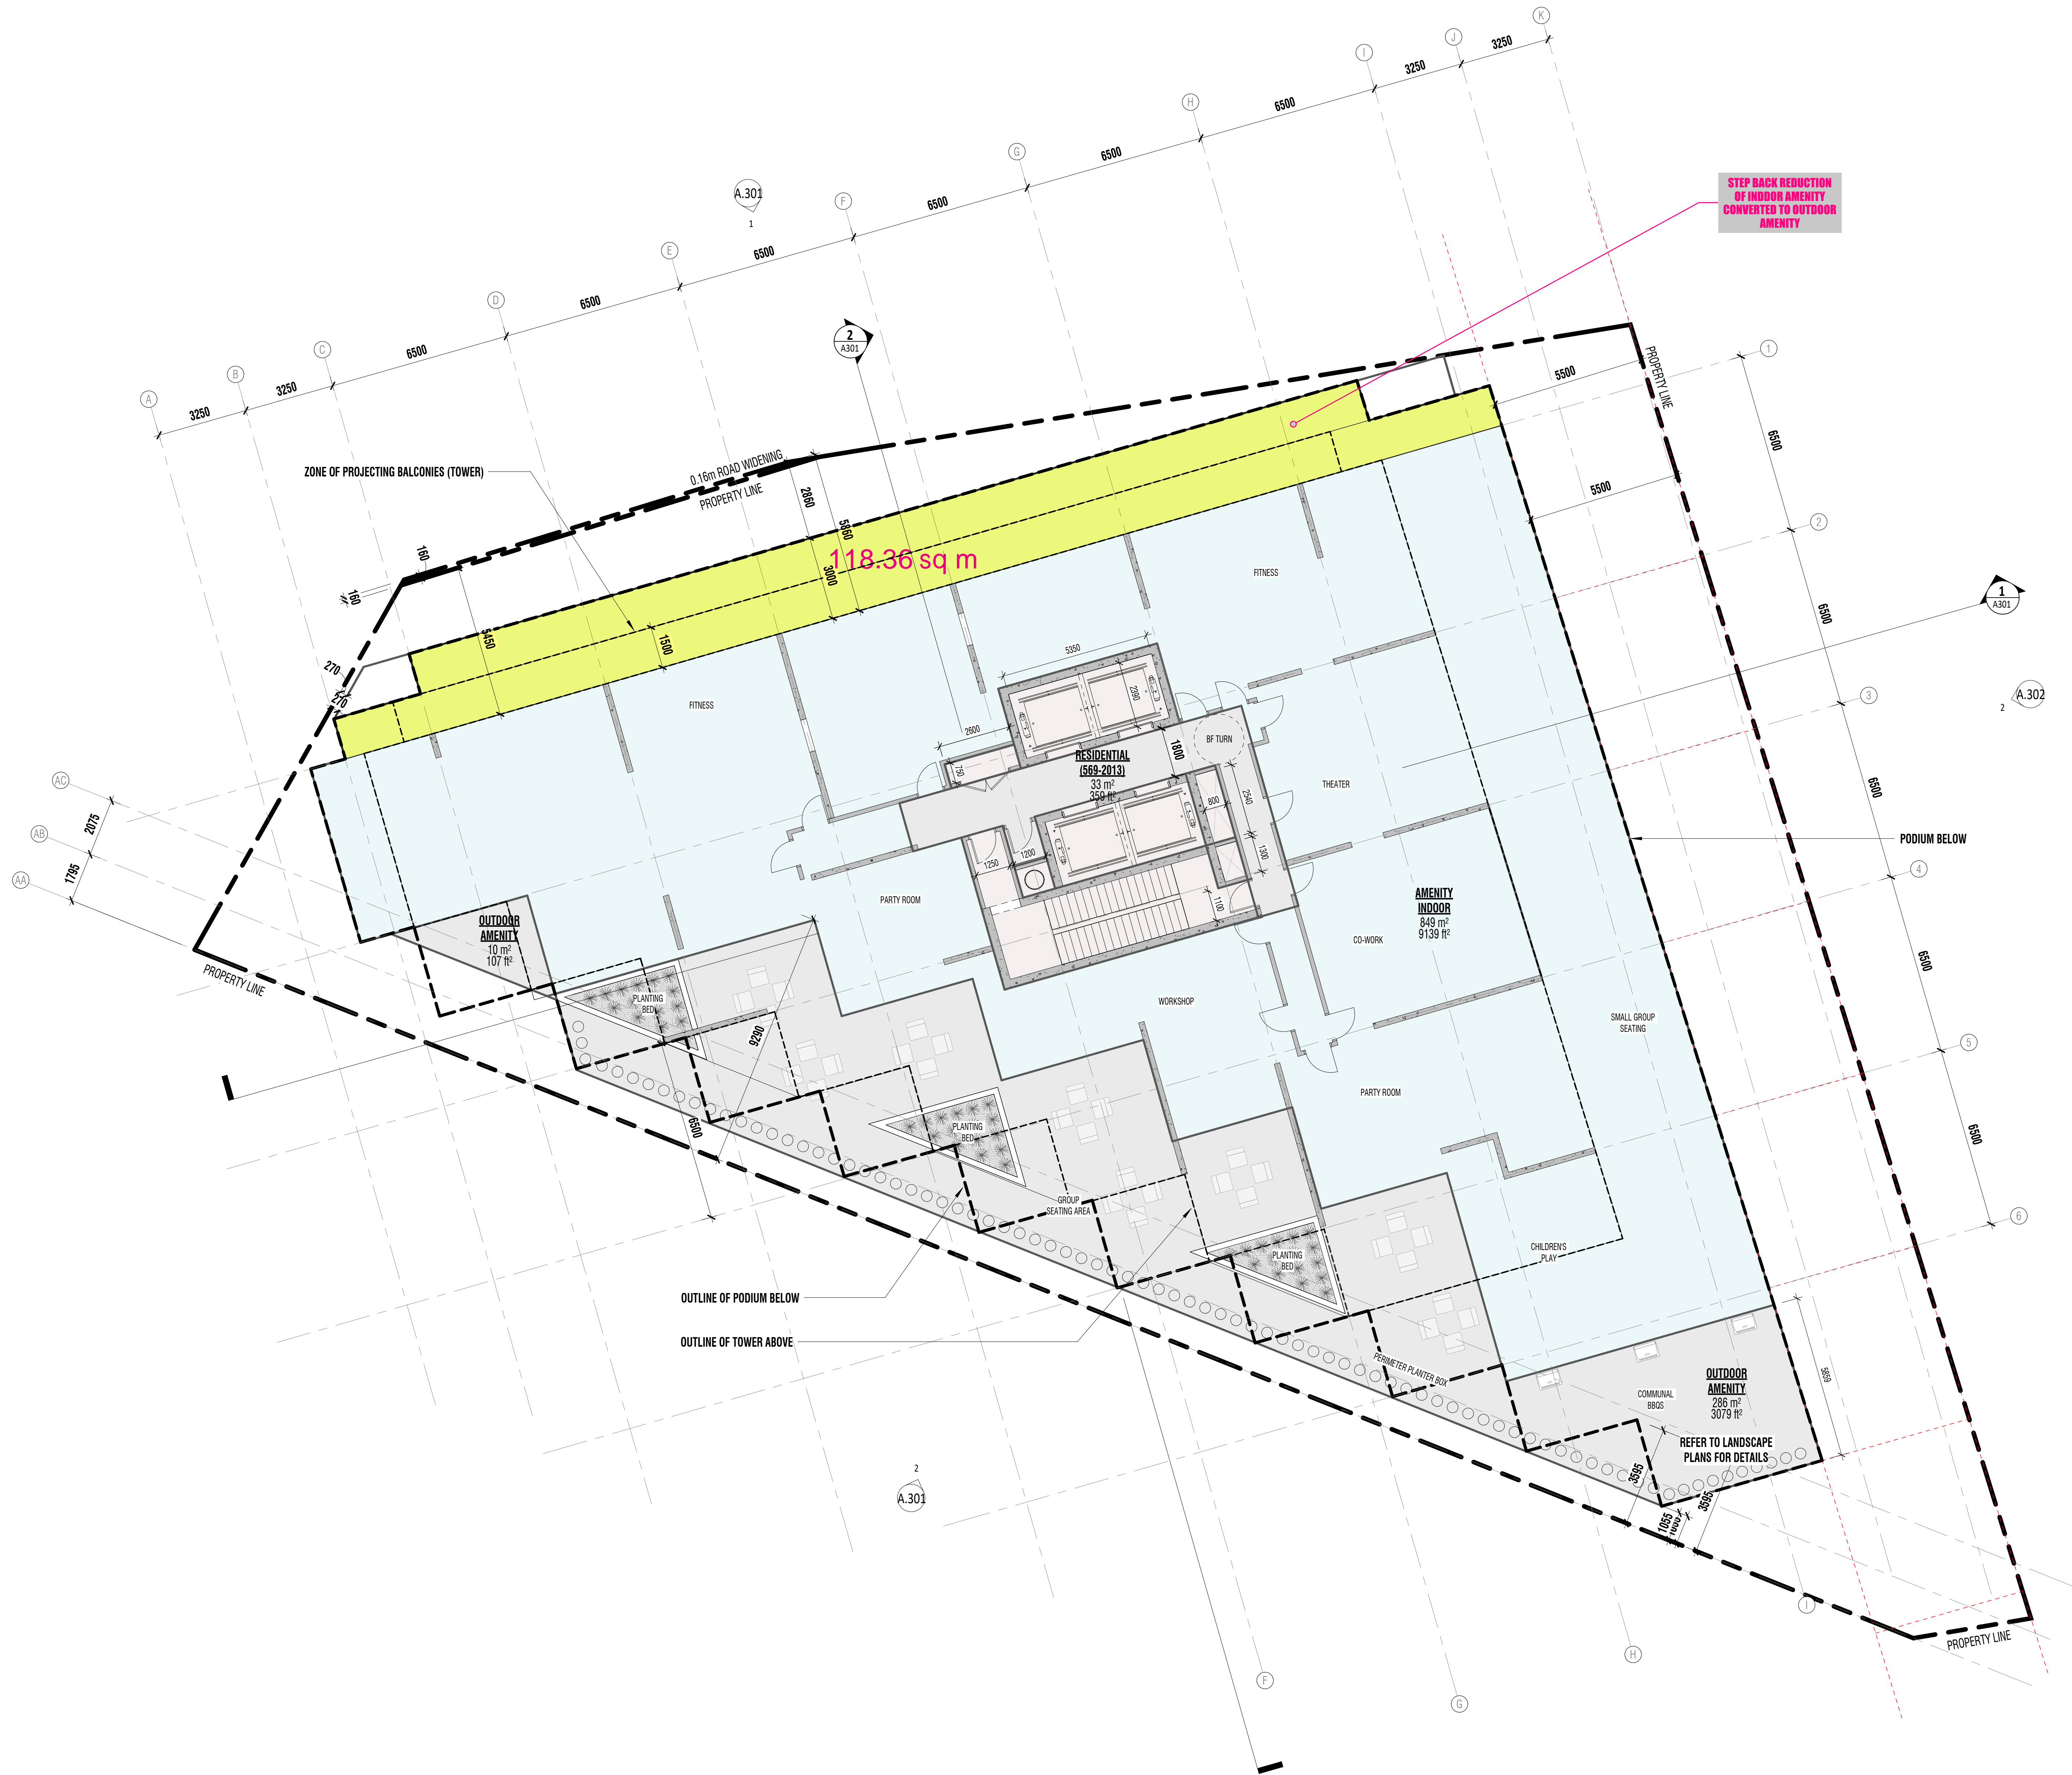 K
J
I
H
G
F
E
D
C
B
A
3250
3250
6500
6500
6500
6500
6500
6500
6500
3250
3250
A.301
1
2
A301
STEP BACK REDUCTION
OF INDDOR AMENITY
CONVERTED TO OUTDOOR
AMENITY
PROPERTY LINE
1
2
3
4
5
6
6500
6500
6500
6500
6500
5500
5500
1
A301
A.302
2
ZONE OF PROJECTING BALCONIES (TOWER)
0.16m ROAD WIDENING
PROPERTY LINE
2860
5860
3000
118.36 sq m
160
160
5450
1500
270
270
FITNESS
FITNESS
5350
2390
2600
750
1800
BF TURN
RESIDENTIAL
(569-2013)
33 m²
359 ft²
THEATER
800
2540
1300
1250
1200
1100
PODIUM BELOW
AC
AB
AA
2075
1795
PARTY ROOM
AMENITY
INDOOR
849 m²
9139 ft²
CO-WORK
OUTDOOR
AMENITY
10 m²
107 ft²
PROPERTY LINE
PLANTING
BED
WORKSHOP
SMALL GROUP
SEATING
9290
6500
PARTY ROOM
PLANTING
BED
GROUP
SEATING AREA
PLANTING
BED
CHILDREN'S
PLAY
OUTLINE OF PODIUM BELOW
OUTLINE OF TOWER ABOVE
PERIMETER PLANTER BOX
COMMUNAL
BBQS
OUTDOOR
AMENITY
286 m²
3079 ft²
5859
REFER TO LANDSCAPE
PLANS FOR DETAILS
3595
3595
1055
2
A.301
PROPERTY LINE
I
H
G
F